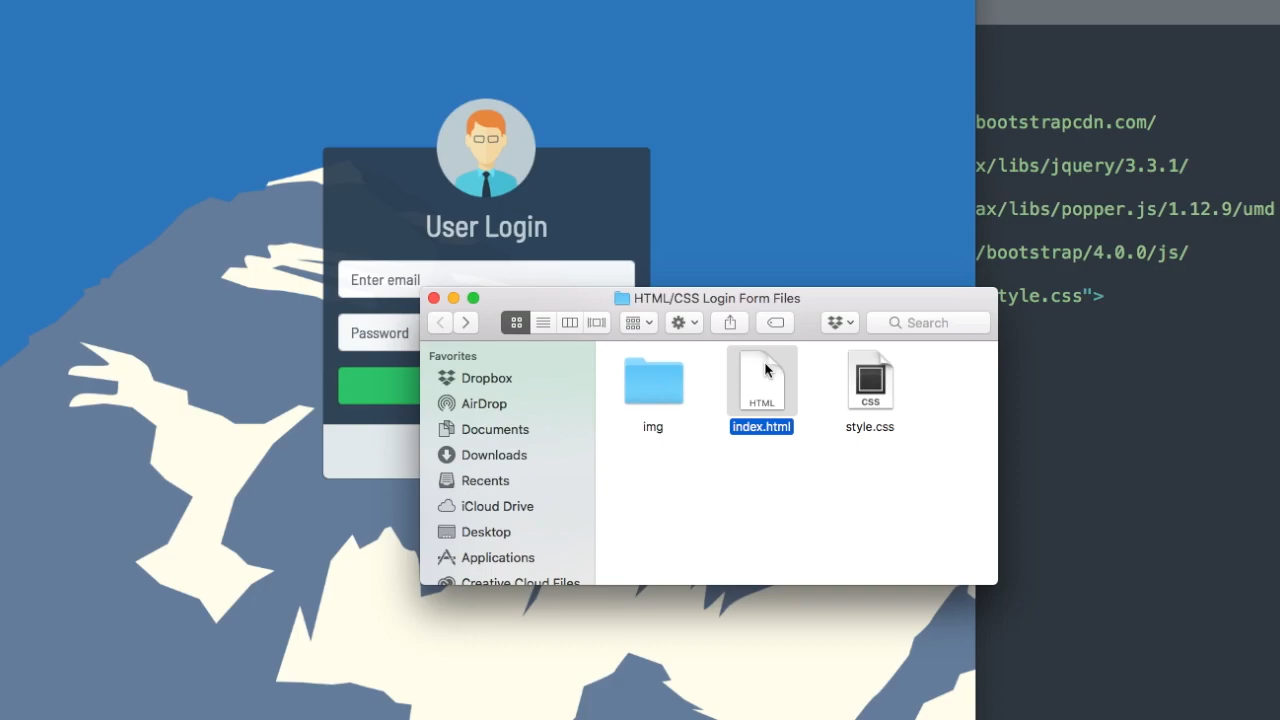 bootstrapcdn.com/
x/libs/jquery/3.3.1/
ax/libs/popper.js/1.12.9/umd
/bootstrap/4.0.0/js/
tyle.css">
User Login
Enter email
Password
HTML/CSS Login Form Files
Search
Favorites
Dropbox
AirDrop
Documents
Downloads
Recents
iCloud Drive
Desktop
Applications
Creative Cloud Files
HTML
CSS
img
index.html
style.css